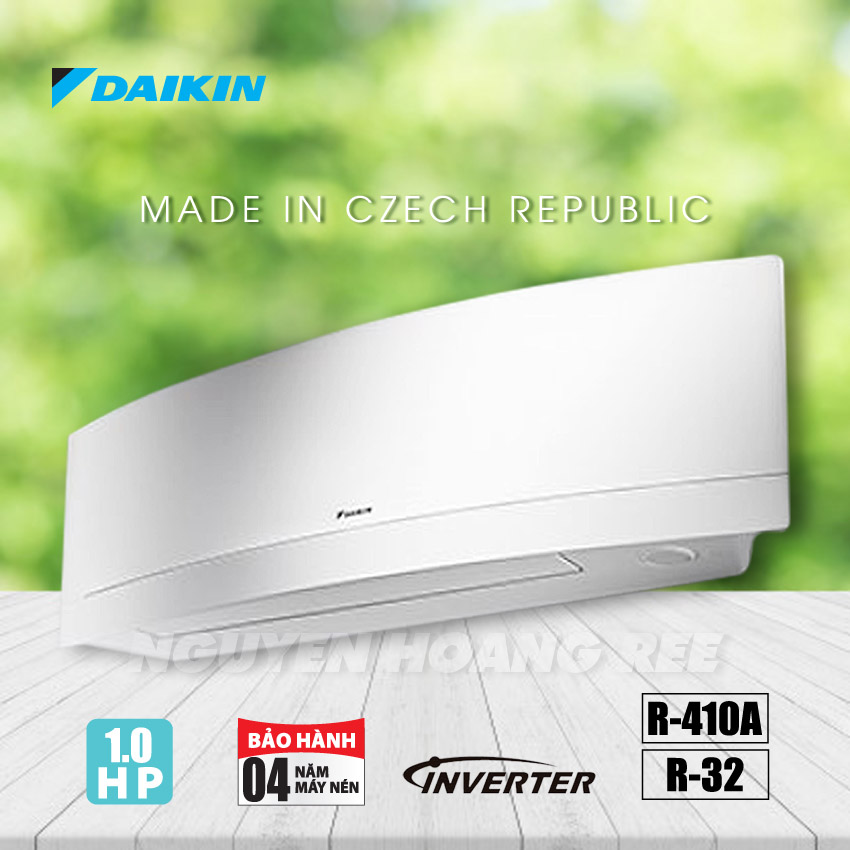 DAIKIN
MADE IN CZECH REPUBLIC
DAIKIN
NGUYEN HOANG REE
1.0
HP
BẢO HÀNH
04 NĂM
MÁY NÉN
INVERTER
R-410A
R-32